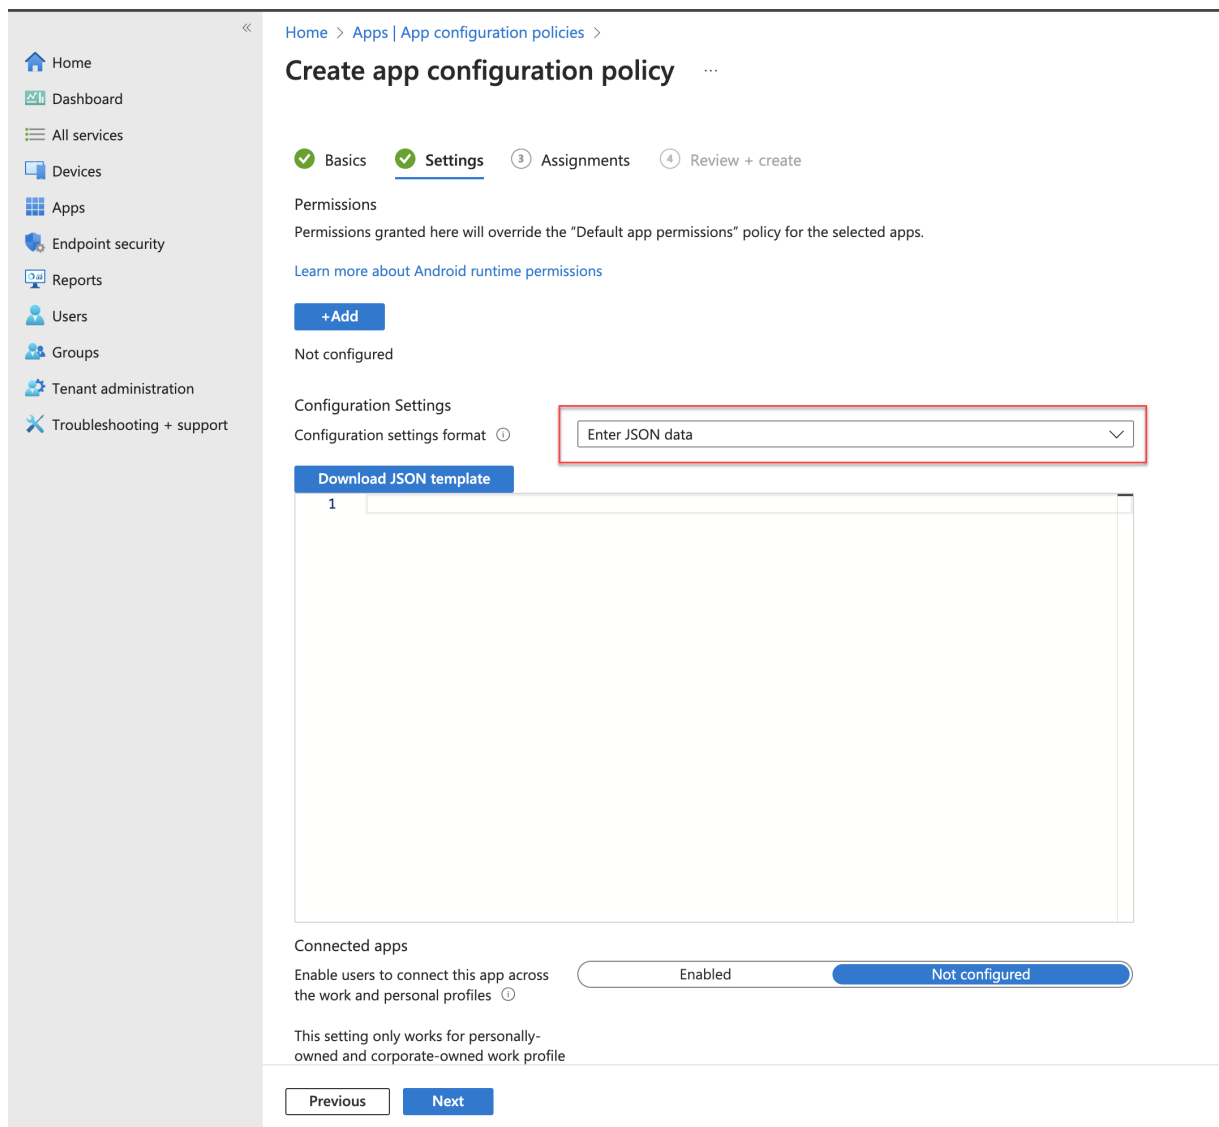 «
Home
Dashboard
All services
Devices
Apps
Endpoint security
Reports
Users
Groups
Tenant administration
Troubleshooting + support
Home > Apps | App configuration policies >
Create app configuration policy ...
Basics Settings 3 Assignments 4 Review + create
Permissions
Permissions granted here will override the "Default app permissions" policy for the selected apps.
Learn more about Android runtime permissions
+Add
Not configured
Configuration Settings
Configuration settings format Enter JSON data
Download JSON template
1
Connected apps
Enable users to connect this app across
the work and personal profiles
Enabled Not configured
This setting only works for personally-
owned and corporate-owned work profile
Previous Next